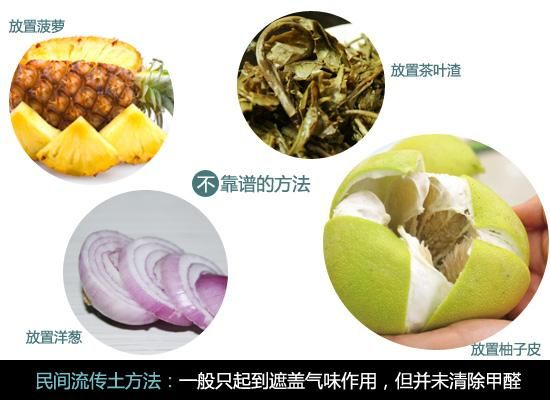 放置菠萝
放置茶叶渣
不靠谱的方法
放置洋葱
放置柚子皮
民间流传土方法：一般只起到遮盖气味作用，但并未清除甲醛